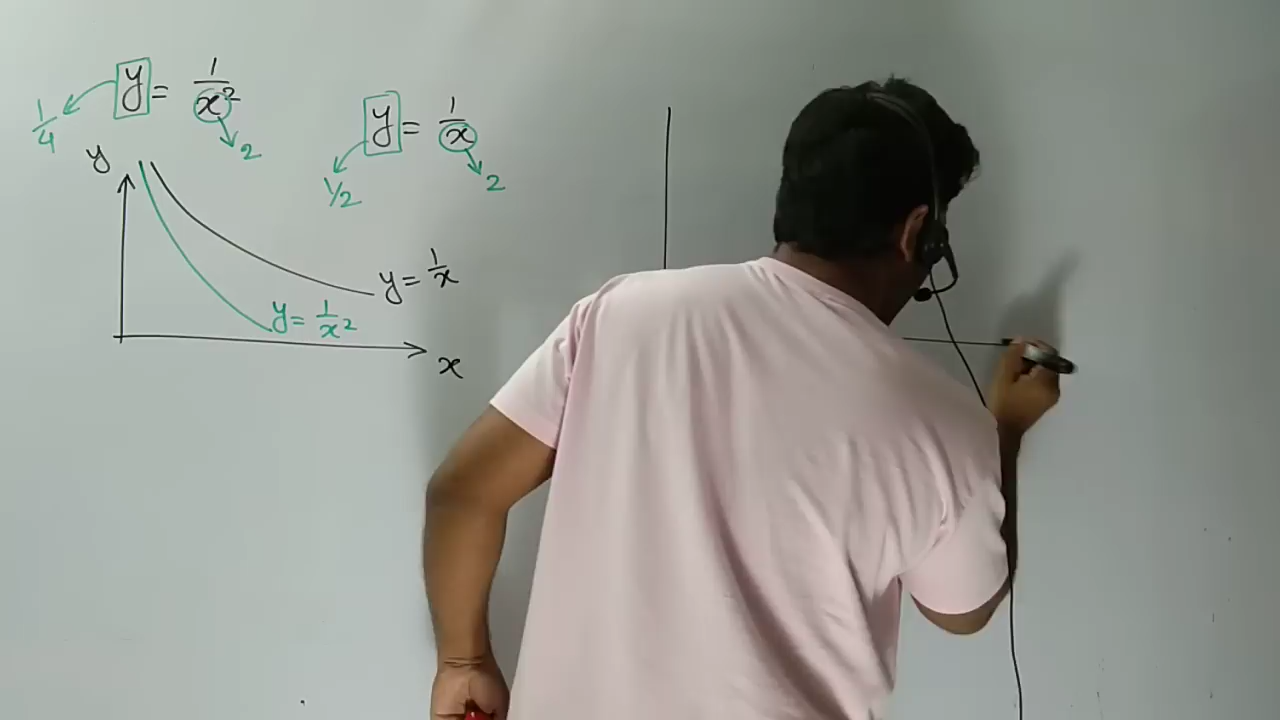 y = 1/x²
1/4
2
y = 1/x
1/2
2
y
y = 1/x
y = 1/x²
x